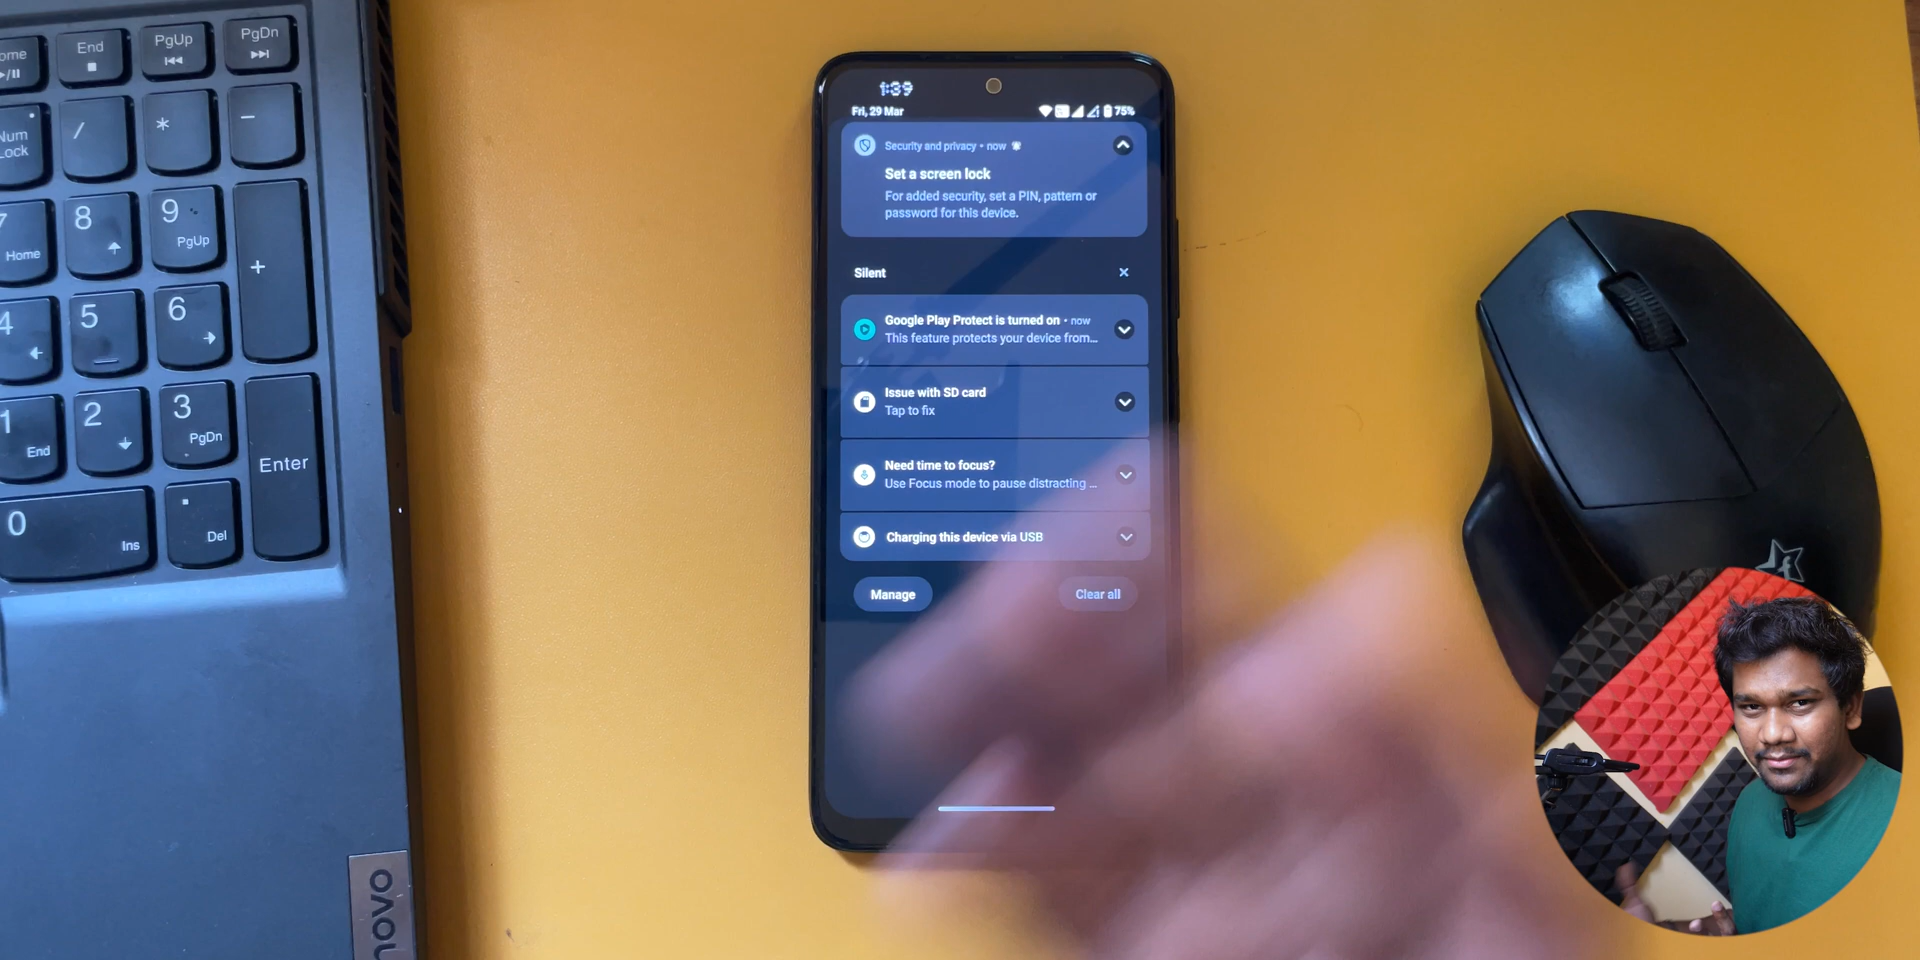 ome
▶/II
End
PgUp
PgDn
Num
Lock
/
*
-
7
Home
8
9
PgUp
+
4
5
6
1
End
2
3
PgDn
Enter
0
Ins
.
Del
novo
1:39
Fri, 29 Mar
75%
Security and privacy • now
Set a screen lock
For added security, set a PIN, pattern or
password for this device.
Silent
Google Play Protect is turned on • now
This feature protects your device from...
Issue with SD card
Tap to fix
Need time to focus?
Use Focus mode to pause distracting ...
Charging this device via USB
Manage
Clear all